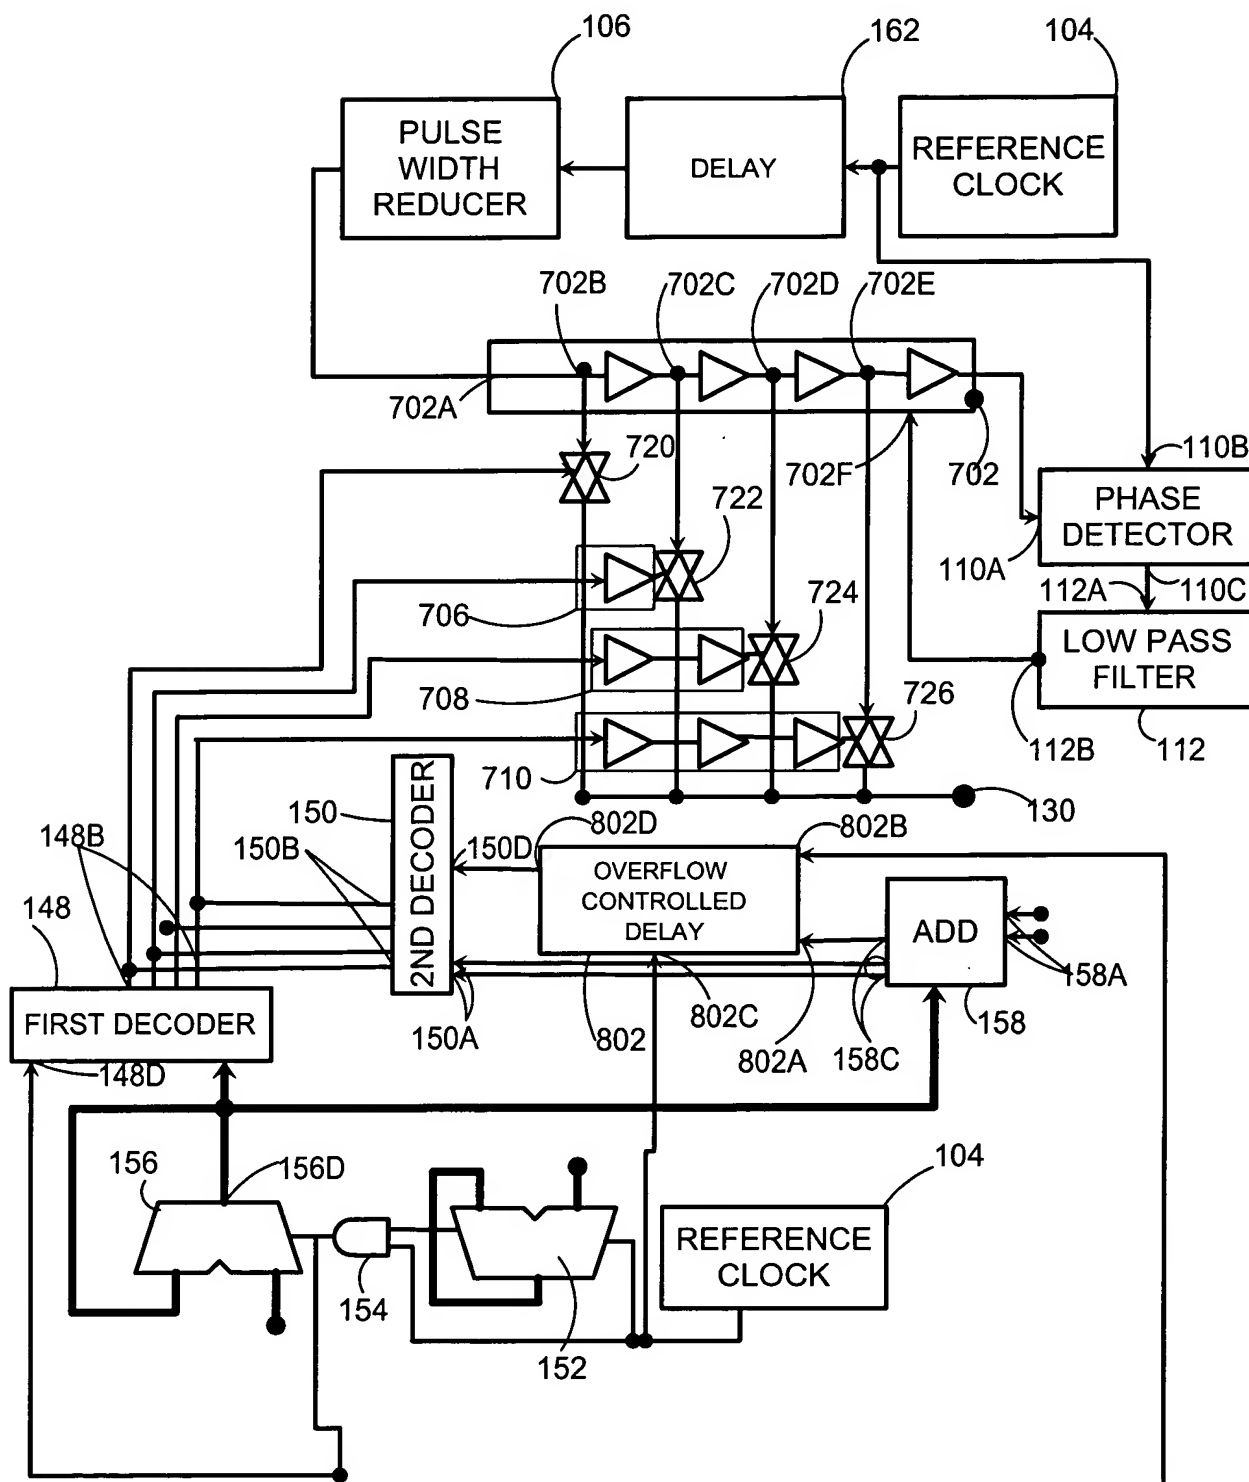 106
162
104
PULSE
WIDTH
REDUCER
DELAY
REFERENCE
CLOCK
702B
702C
702D
702E
702A
702F
702
110B
720
722
PHASE
DETECTOR
110A
112A
110C
706
724
LOW PASS
FILTER
708
726
710
112B
112
130
150
802D
802B
148B
150B
2ND DECODER
150D
OVERFLOW
CONTROLLED
DELAY
ADD
148
158A
FIRST DECODER
150A
802
802C
802A
158C
158
148D
156
156D
104
REFERENCE
CLOCK
154
152